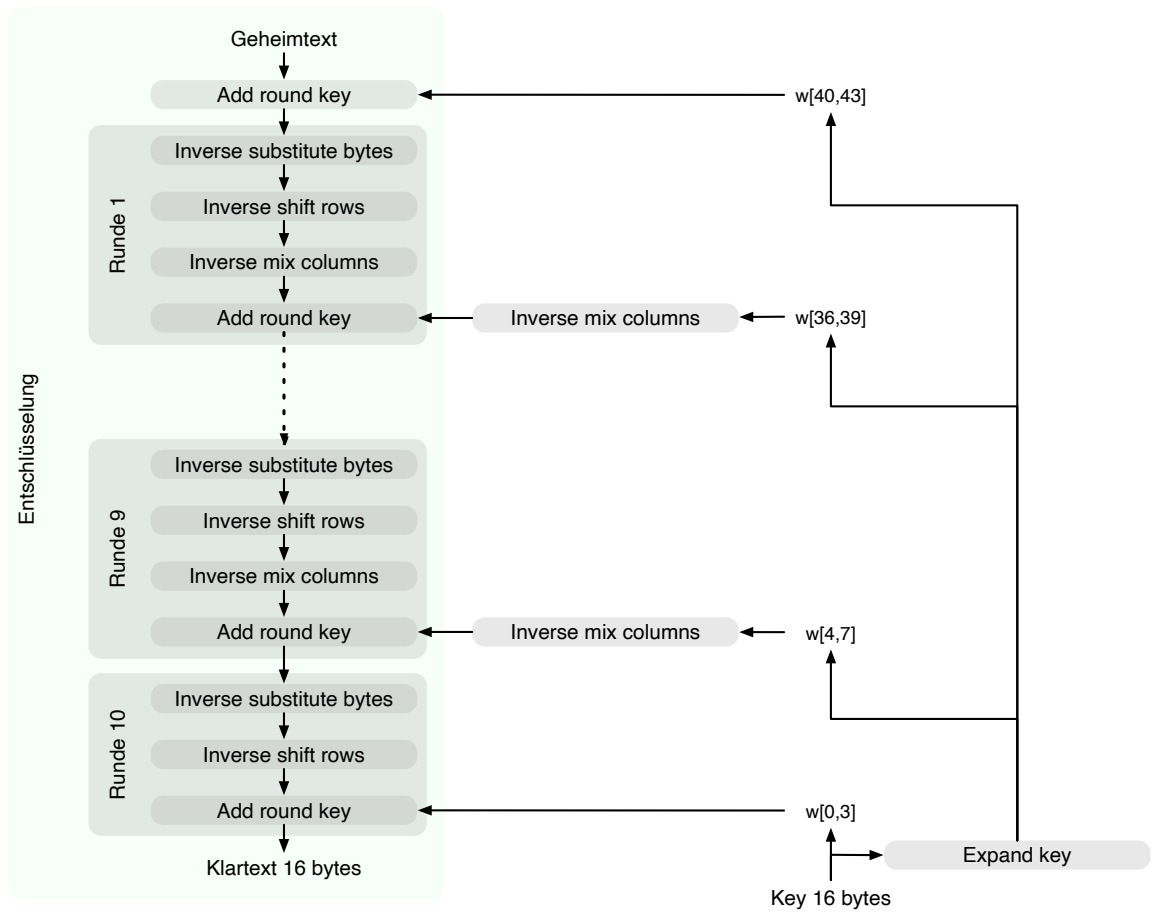 Geheimtext
Add round key
w[40,43]
Inverse substitute bytes
Inverse shift rows
Inverse mix columns
Add round key
Runde 1
Inverse mix columns
w[36,39]
Entschlüsselung
Inverse substitute bytes
Inverse shift rows
Inverse mix columns
Add round key
Runde 9
Inverse mix columns
w[4,7]
Inverse substitute bytes
Inverse shift rows
Add round key
Runde 10
w[0,3]
Expand key
Klartext 16 bytes
Key 16 bytes